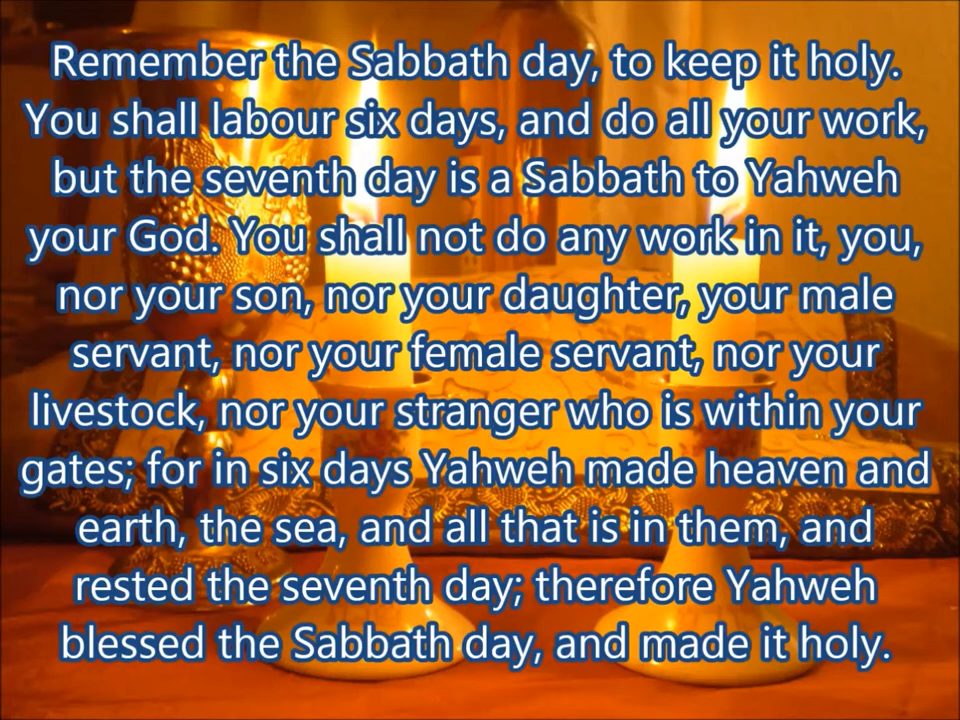 Remember the Sabbath day, to keep it holy.
You shall labour six days, and do all your work,
but the seventh day is a Sabbath to Yahweh
your God. You shall not do any work in it, you,
nor your son, nor your daughter, your male
servant, nor your female servant, nor your
livestock, nor your stranger who is within your
gates; for in six days Yahweh made heaven and
earth, the sea, and all that is in them, and
rested the seventh day; therefore Yahweh
blessed the Sabbath day, and made it holy.